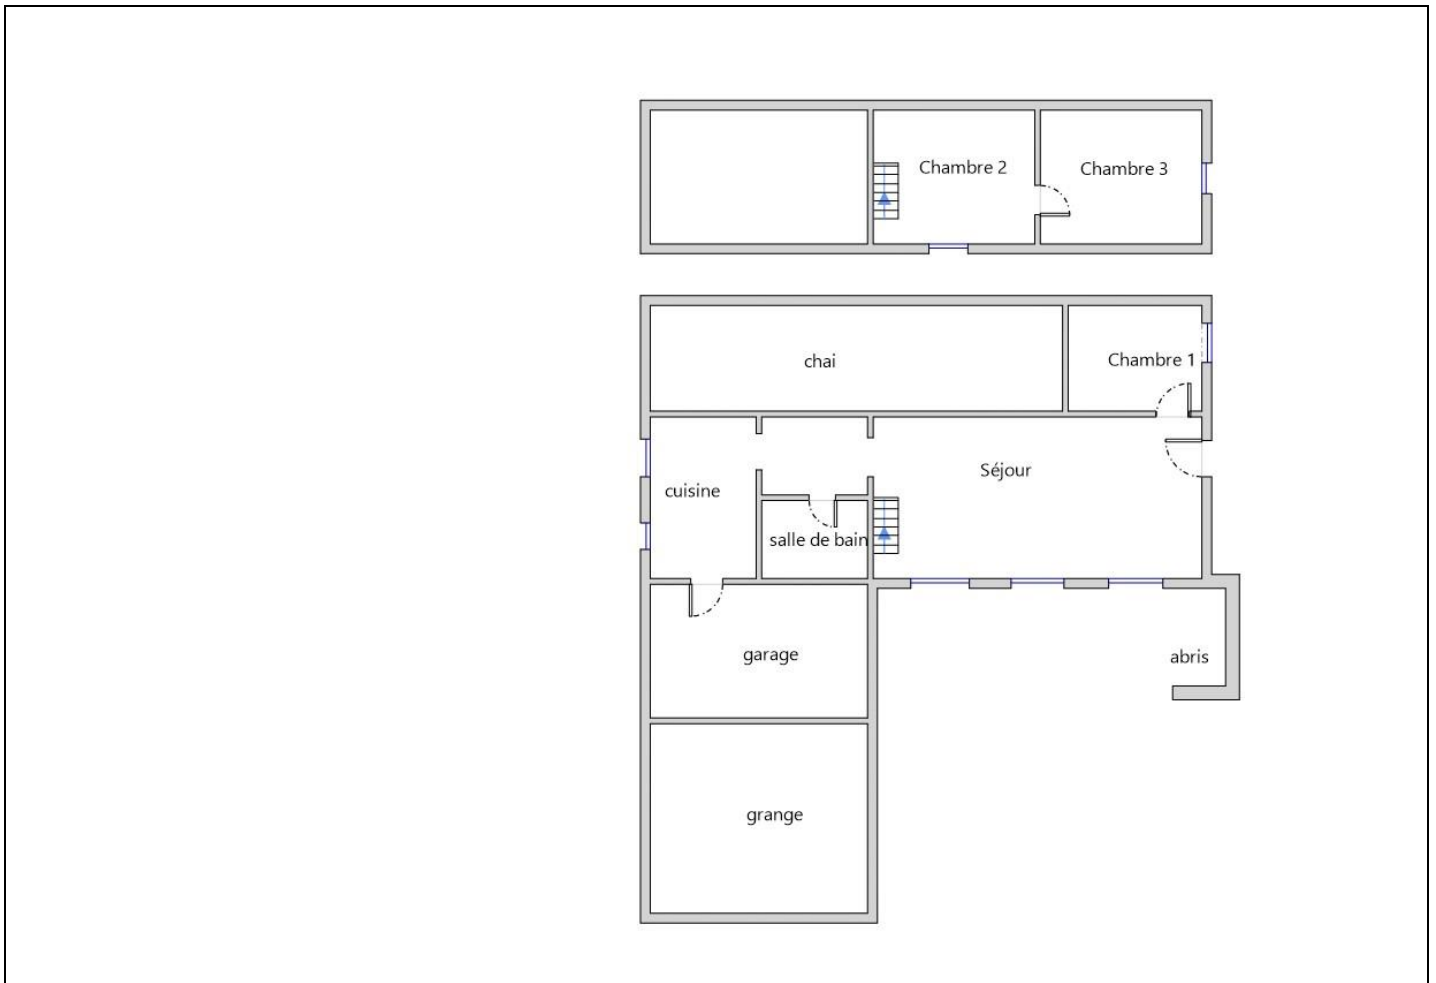 Chambre 2
Chambre 3
chai
Chambre 1
Séjour
cuisine
salle de bain
garage
abris
grange